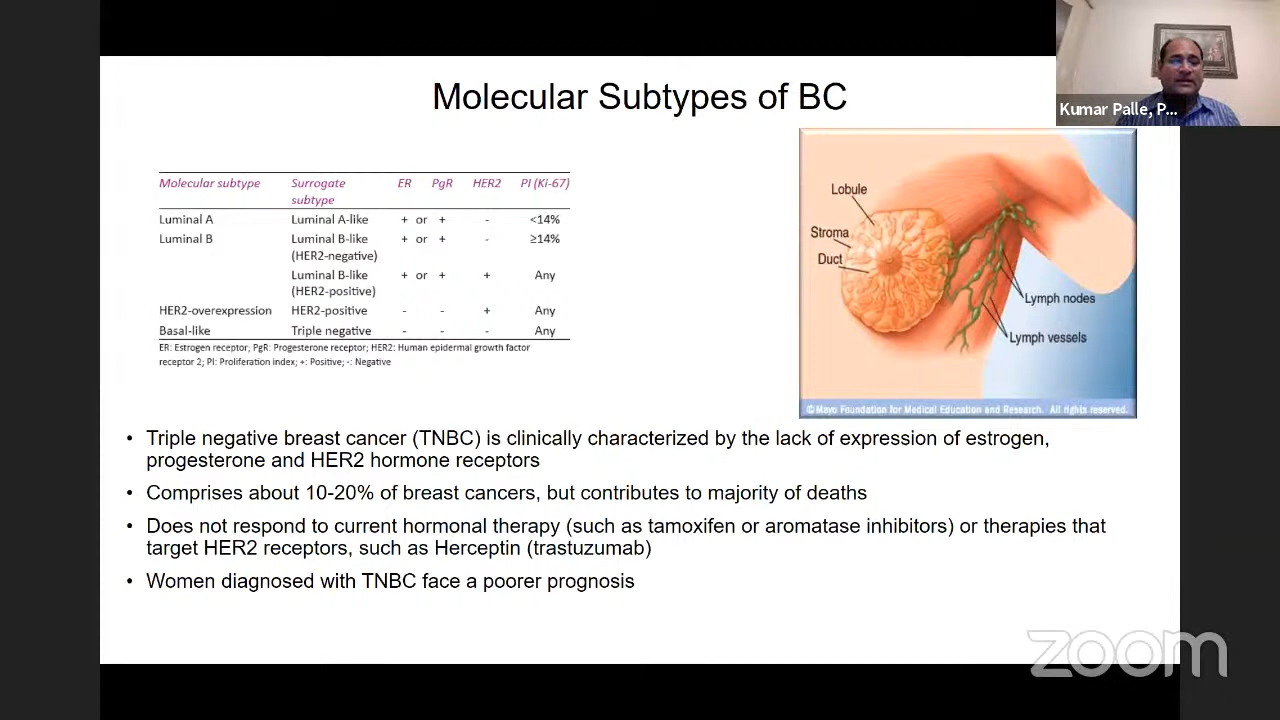 Molecular Subtypes of BC
Kumar Palle, P...
Molecular subtype Surrogate subtype ER PgR HER2 PI (Ki-67)
Luminal A Luminal A-like + or + - <14%
Luminal B Luminal B-like (HER2-negative) + or + - ≥14%
Luminal B-like (HER2-positive) + or + + Any
HER2-overexpression HER2-positive - - + Any
Basal-like Triple negative - - - Any
ER: Estrogen receptor; PgR: Progesterone receptor; HER2: Human epidermal growth factor
receptor 2; PI: Proliferation index; +: Positive; -: Negative
Lobule
Stroma
Duct
Lymph nodes
Lymph vessels
©Mayo Foundation for Medical Education and Research. All rights reserved.
• Triple negative breast cancer (TNBC) is clinically characterized by the lack of expression of estrogen,
progesterone and HER2 hormone receptors
• Comprises about 10-20% of breast cancers, but contributes to majority of deaths
• Does not respond to current hormonal therapy (such as tamoxifen or aromatase inhibitors) or therapies that
target HER2 receptors, such as Herceptin (trastuzumab)
• Women diagnosed with TNBC face a poorer prognosis
zoom